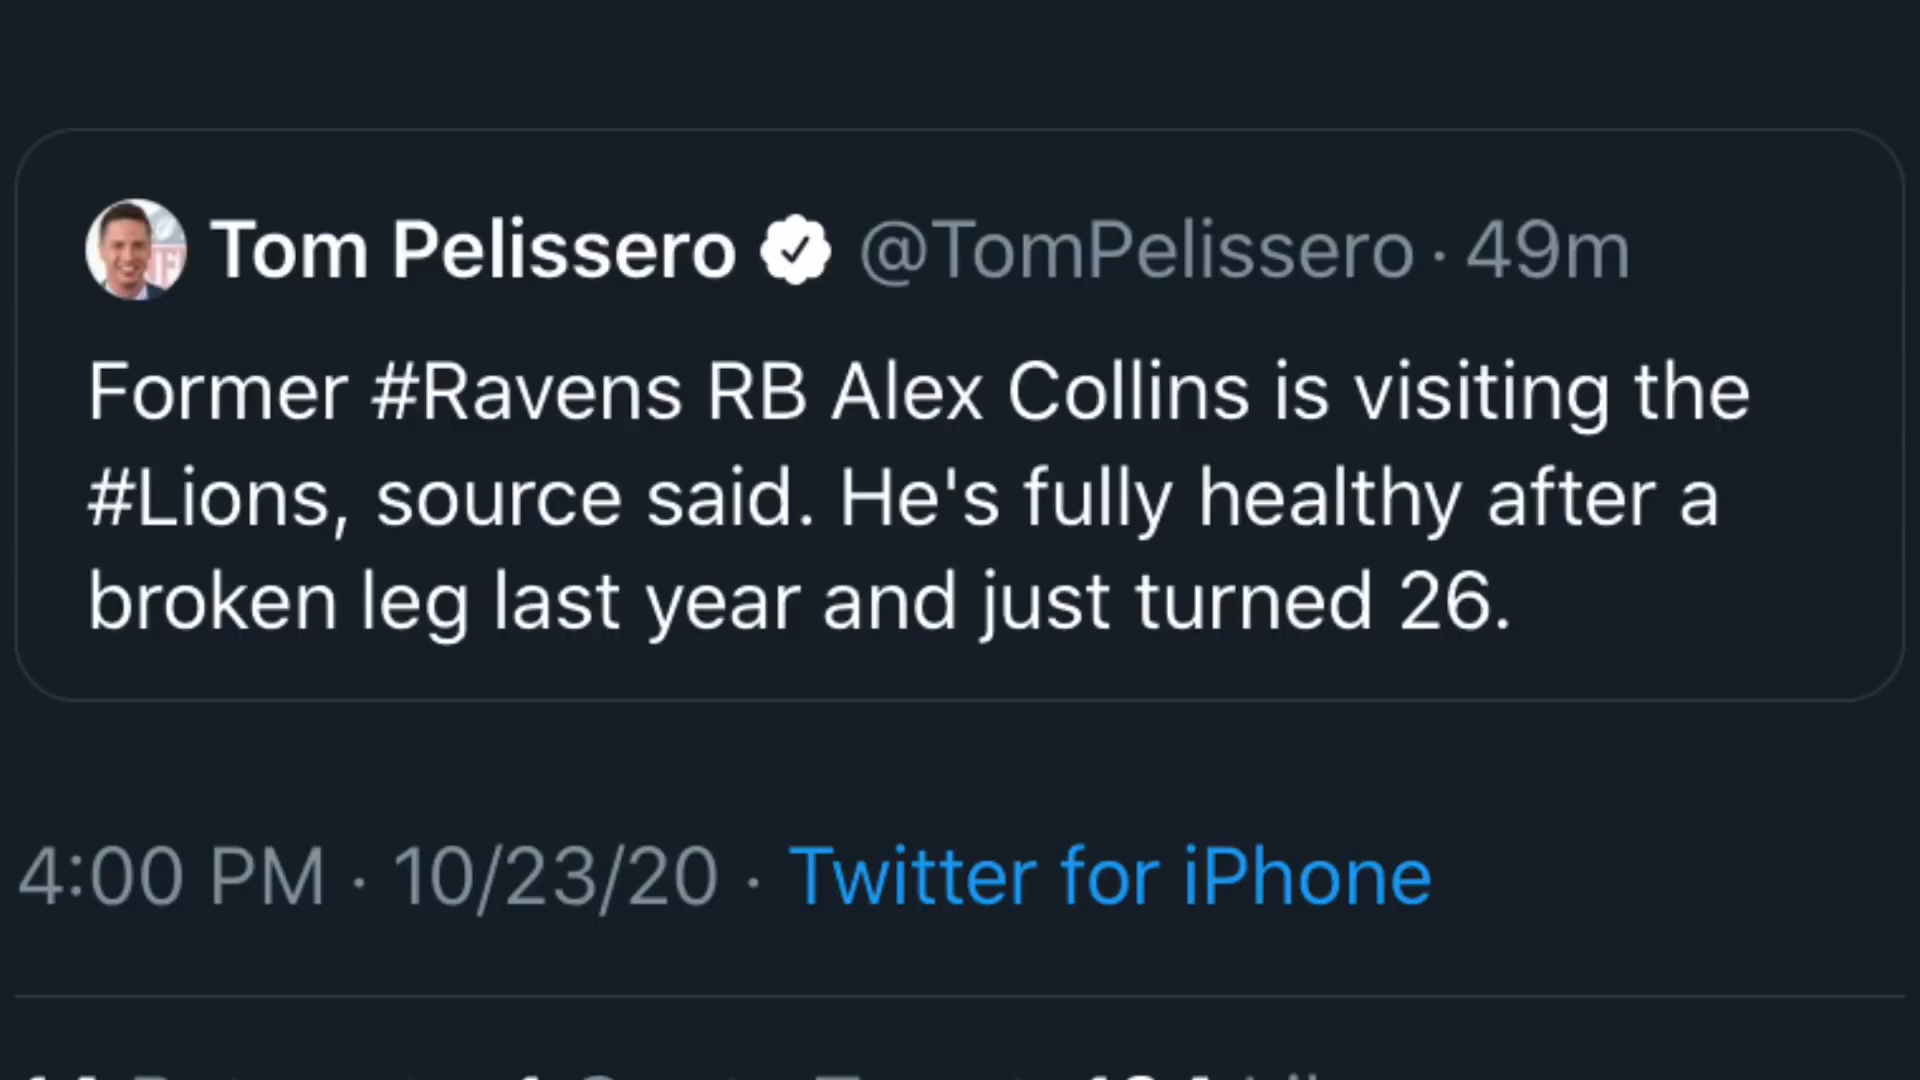 Tom Pelissero @TomPelissero · 49m
Former #Ravens RB Alex Collins is visiting the
#Lions, source said. He's fully healthy after a
broken leg last year and just turned 26.
4:00 PM · 10/23/20 · Twitter for iPhone